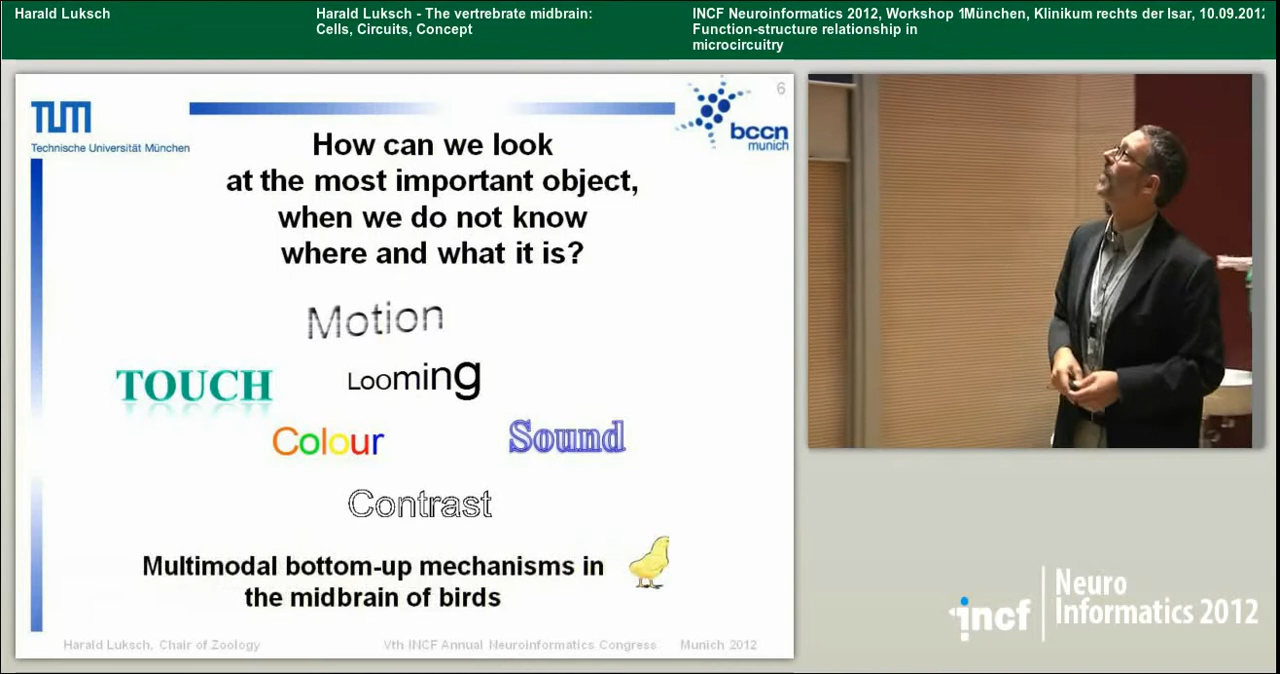 Harald Luksch
Harald Luksch - The vertrebrate midbrain:
Cells, Circuits, Concept
INCF Neuroinformatics 2012, Workshop 1München, Klinikum rechts der Isar, 10.09.2012
Function-structure relationship in
microcircuitry
6
TUM
Technische Universität München
bccn
munich
How can we look
at the most important object,
when we do not know
where and what it is?
Motion
TOUCH
Looming
Colour
Sound
Contrast
Multimodal bottom-up mechanisms in
the midbrain of birds
Harald Luksch, Chair of Zoology
Vth INCF Annual Neuroinformatics Congress
Munich 2012
incf
Neuro
Informatics 2012